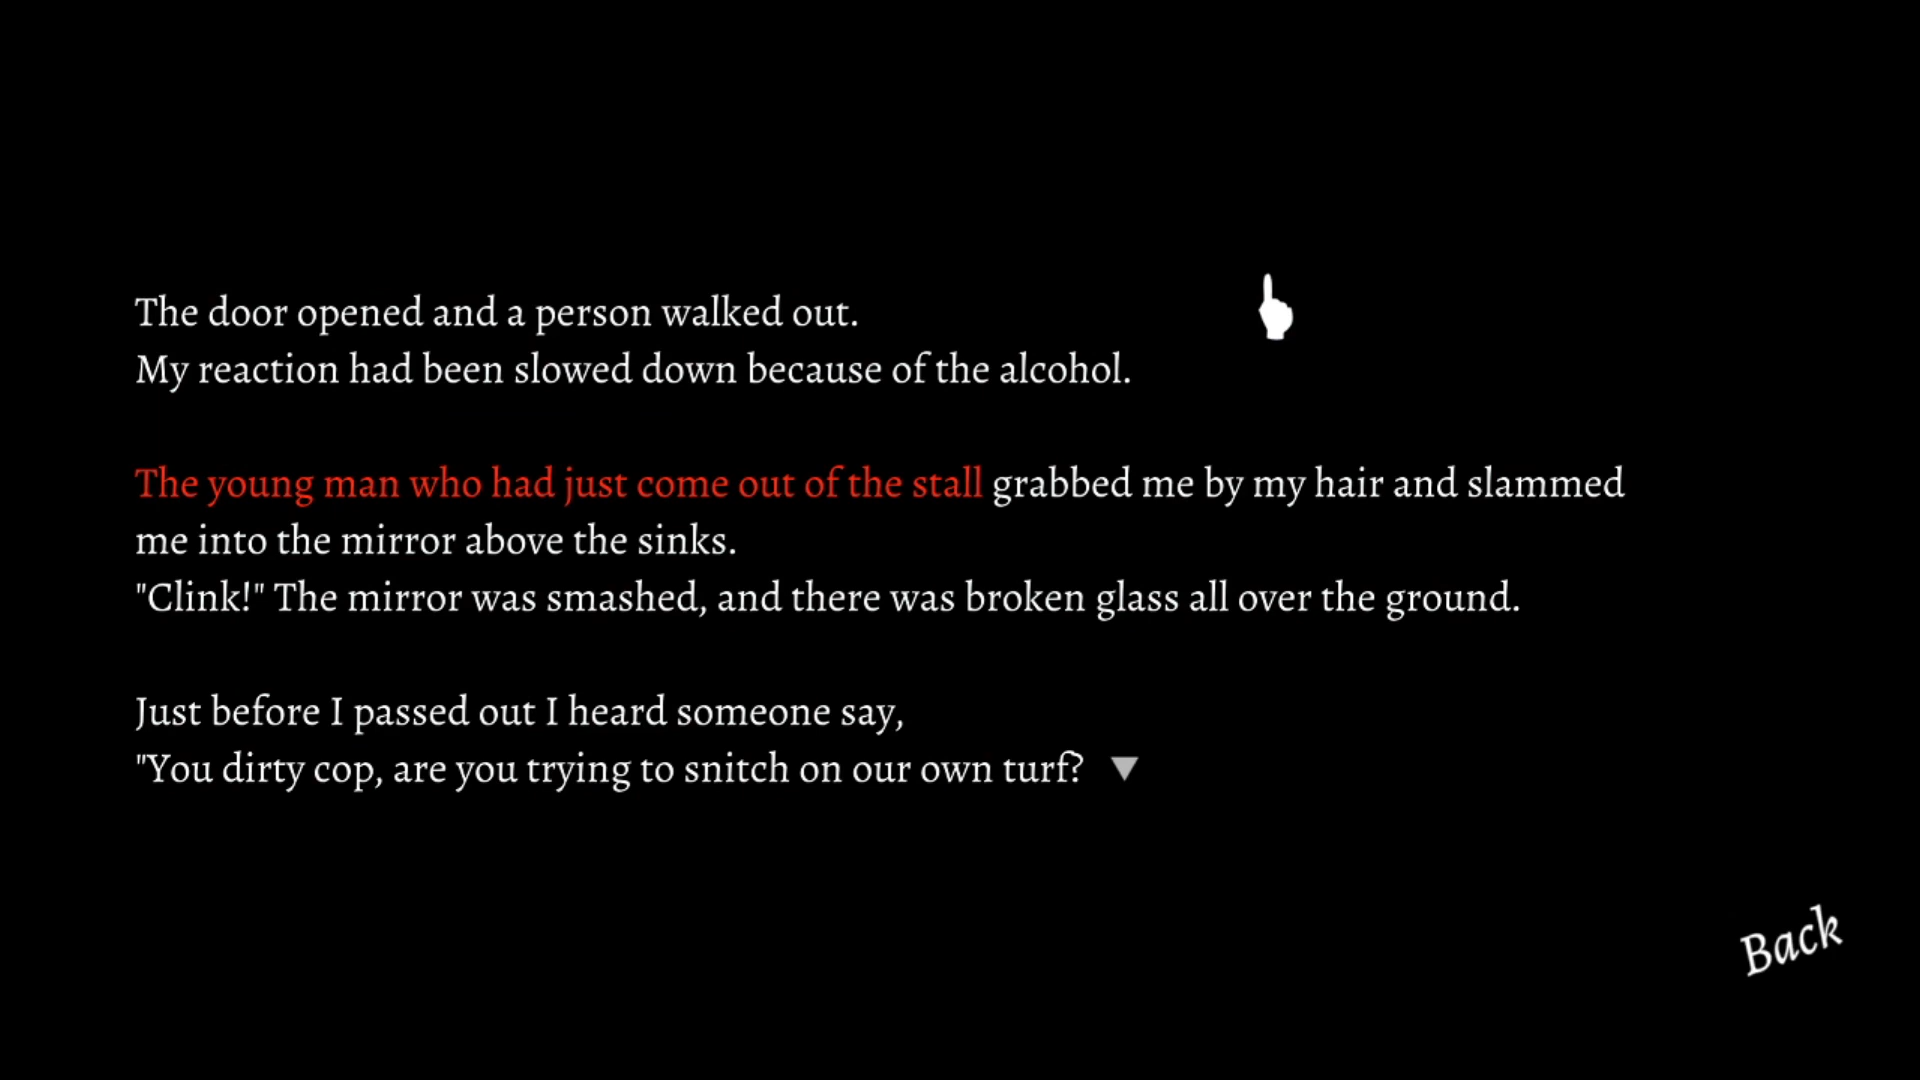 The door opened and a person walked out.
My reaction had been slowed down because of the alcohol.
The young man who had just come out of the stall grabbed me by my hair and slammed
me into the mirror above the sinks.
"Clink!" The mirror was smashed, and there was broken glass all over the ground.
Just before I passed out I heard someone say,
"You dirty cop, are you trying to snitch on our own turf?
Back